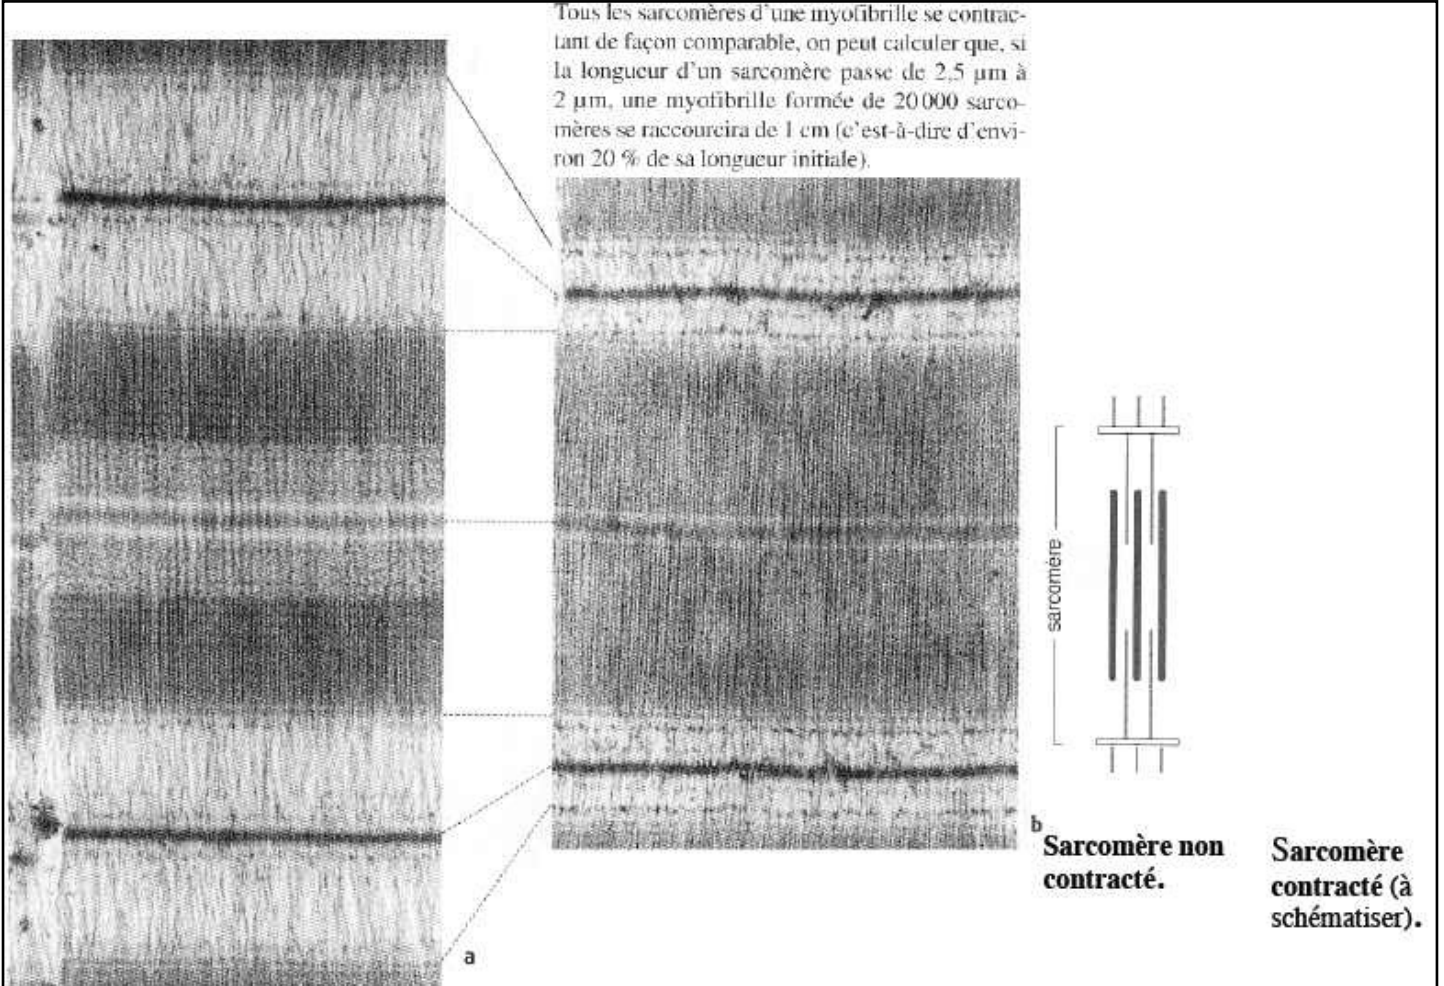 Tous les sarcomères d'une myofibrille se contrac-
tant de façon comparable, on peut calculer que, si
la longueur d'un sarcomère passe de 2,5 µm à
2 µm, une myofibrille formée de 20 000 sarco-
mères se raccourcira de 1 cm (c'est-à-dire d'envi-
ron 20 % de sa longueur initiale).
sarcomère
a
b
Sarcomère non
contracté.
Sarcomère
contracté (à
schématiser).